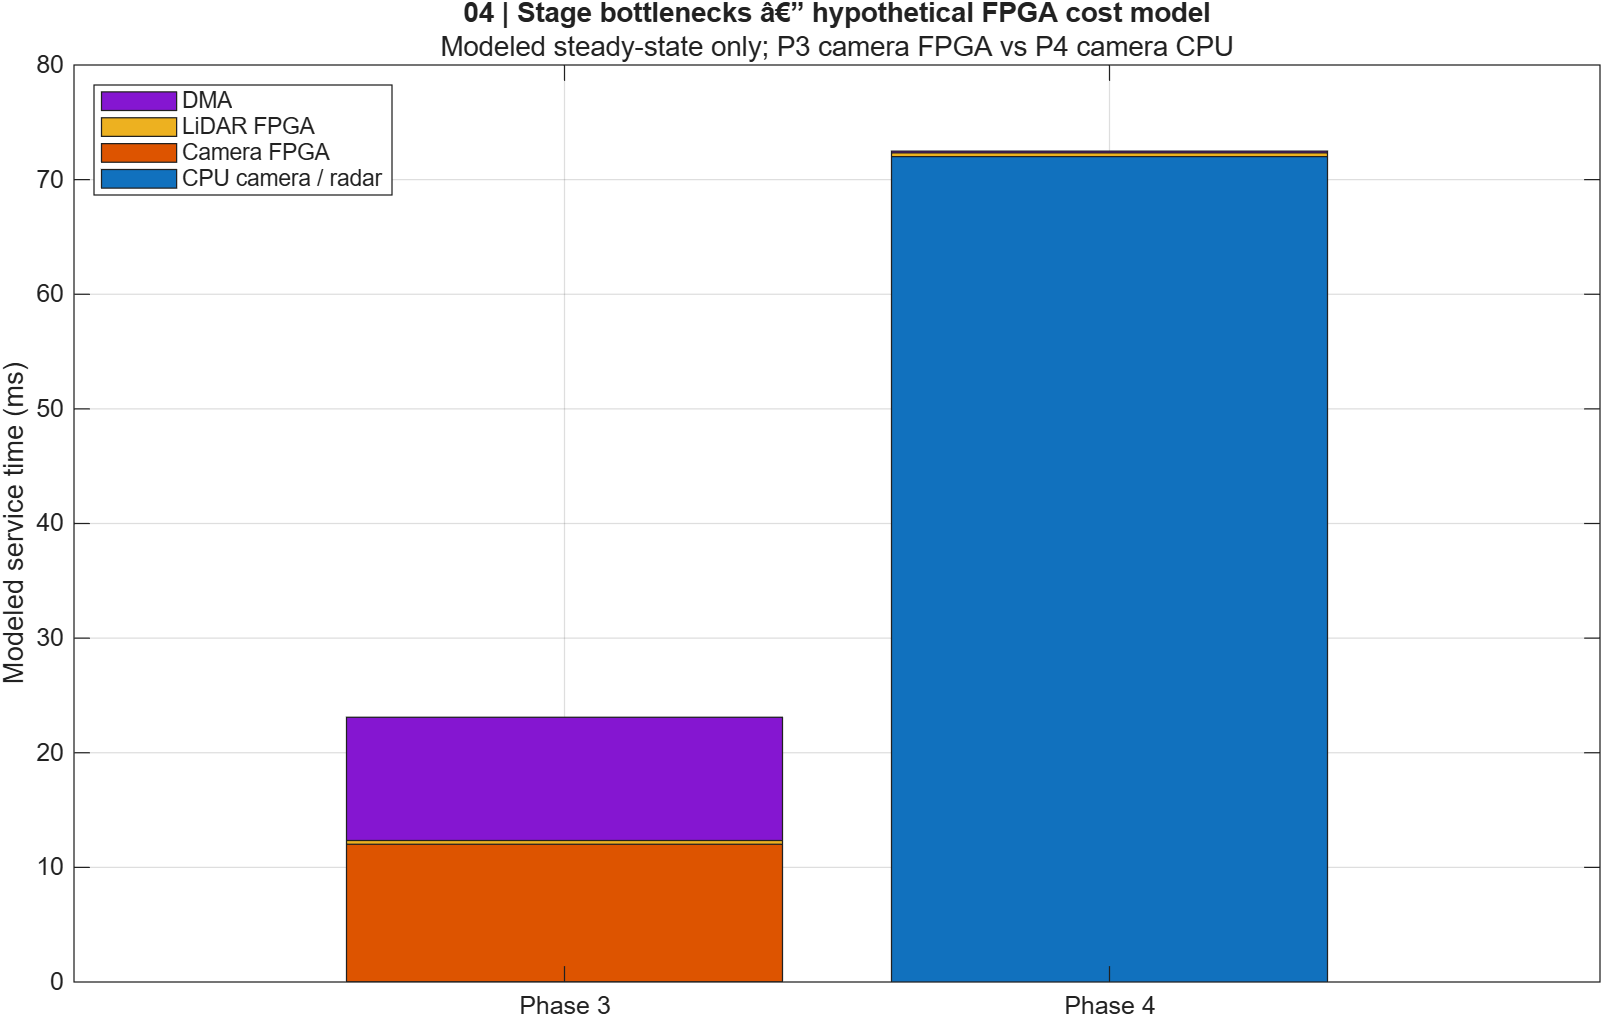 04 | Stage bottlenecks â€” hypothetical FPGA cost model
Modeled steady-state only; P3 camera FPGA vs P4 camera CPU
DMA
LiDAR FPGA
Camera FPGA
CPU camera / radar
Modeled service time (ms)
80
70
60
50
40
30
20
10
0
Phase 3
Phase 4